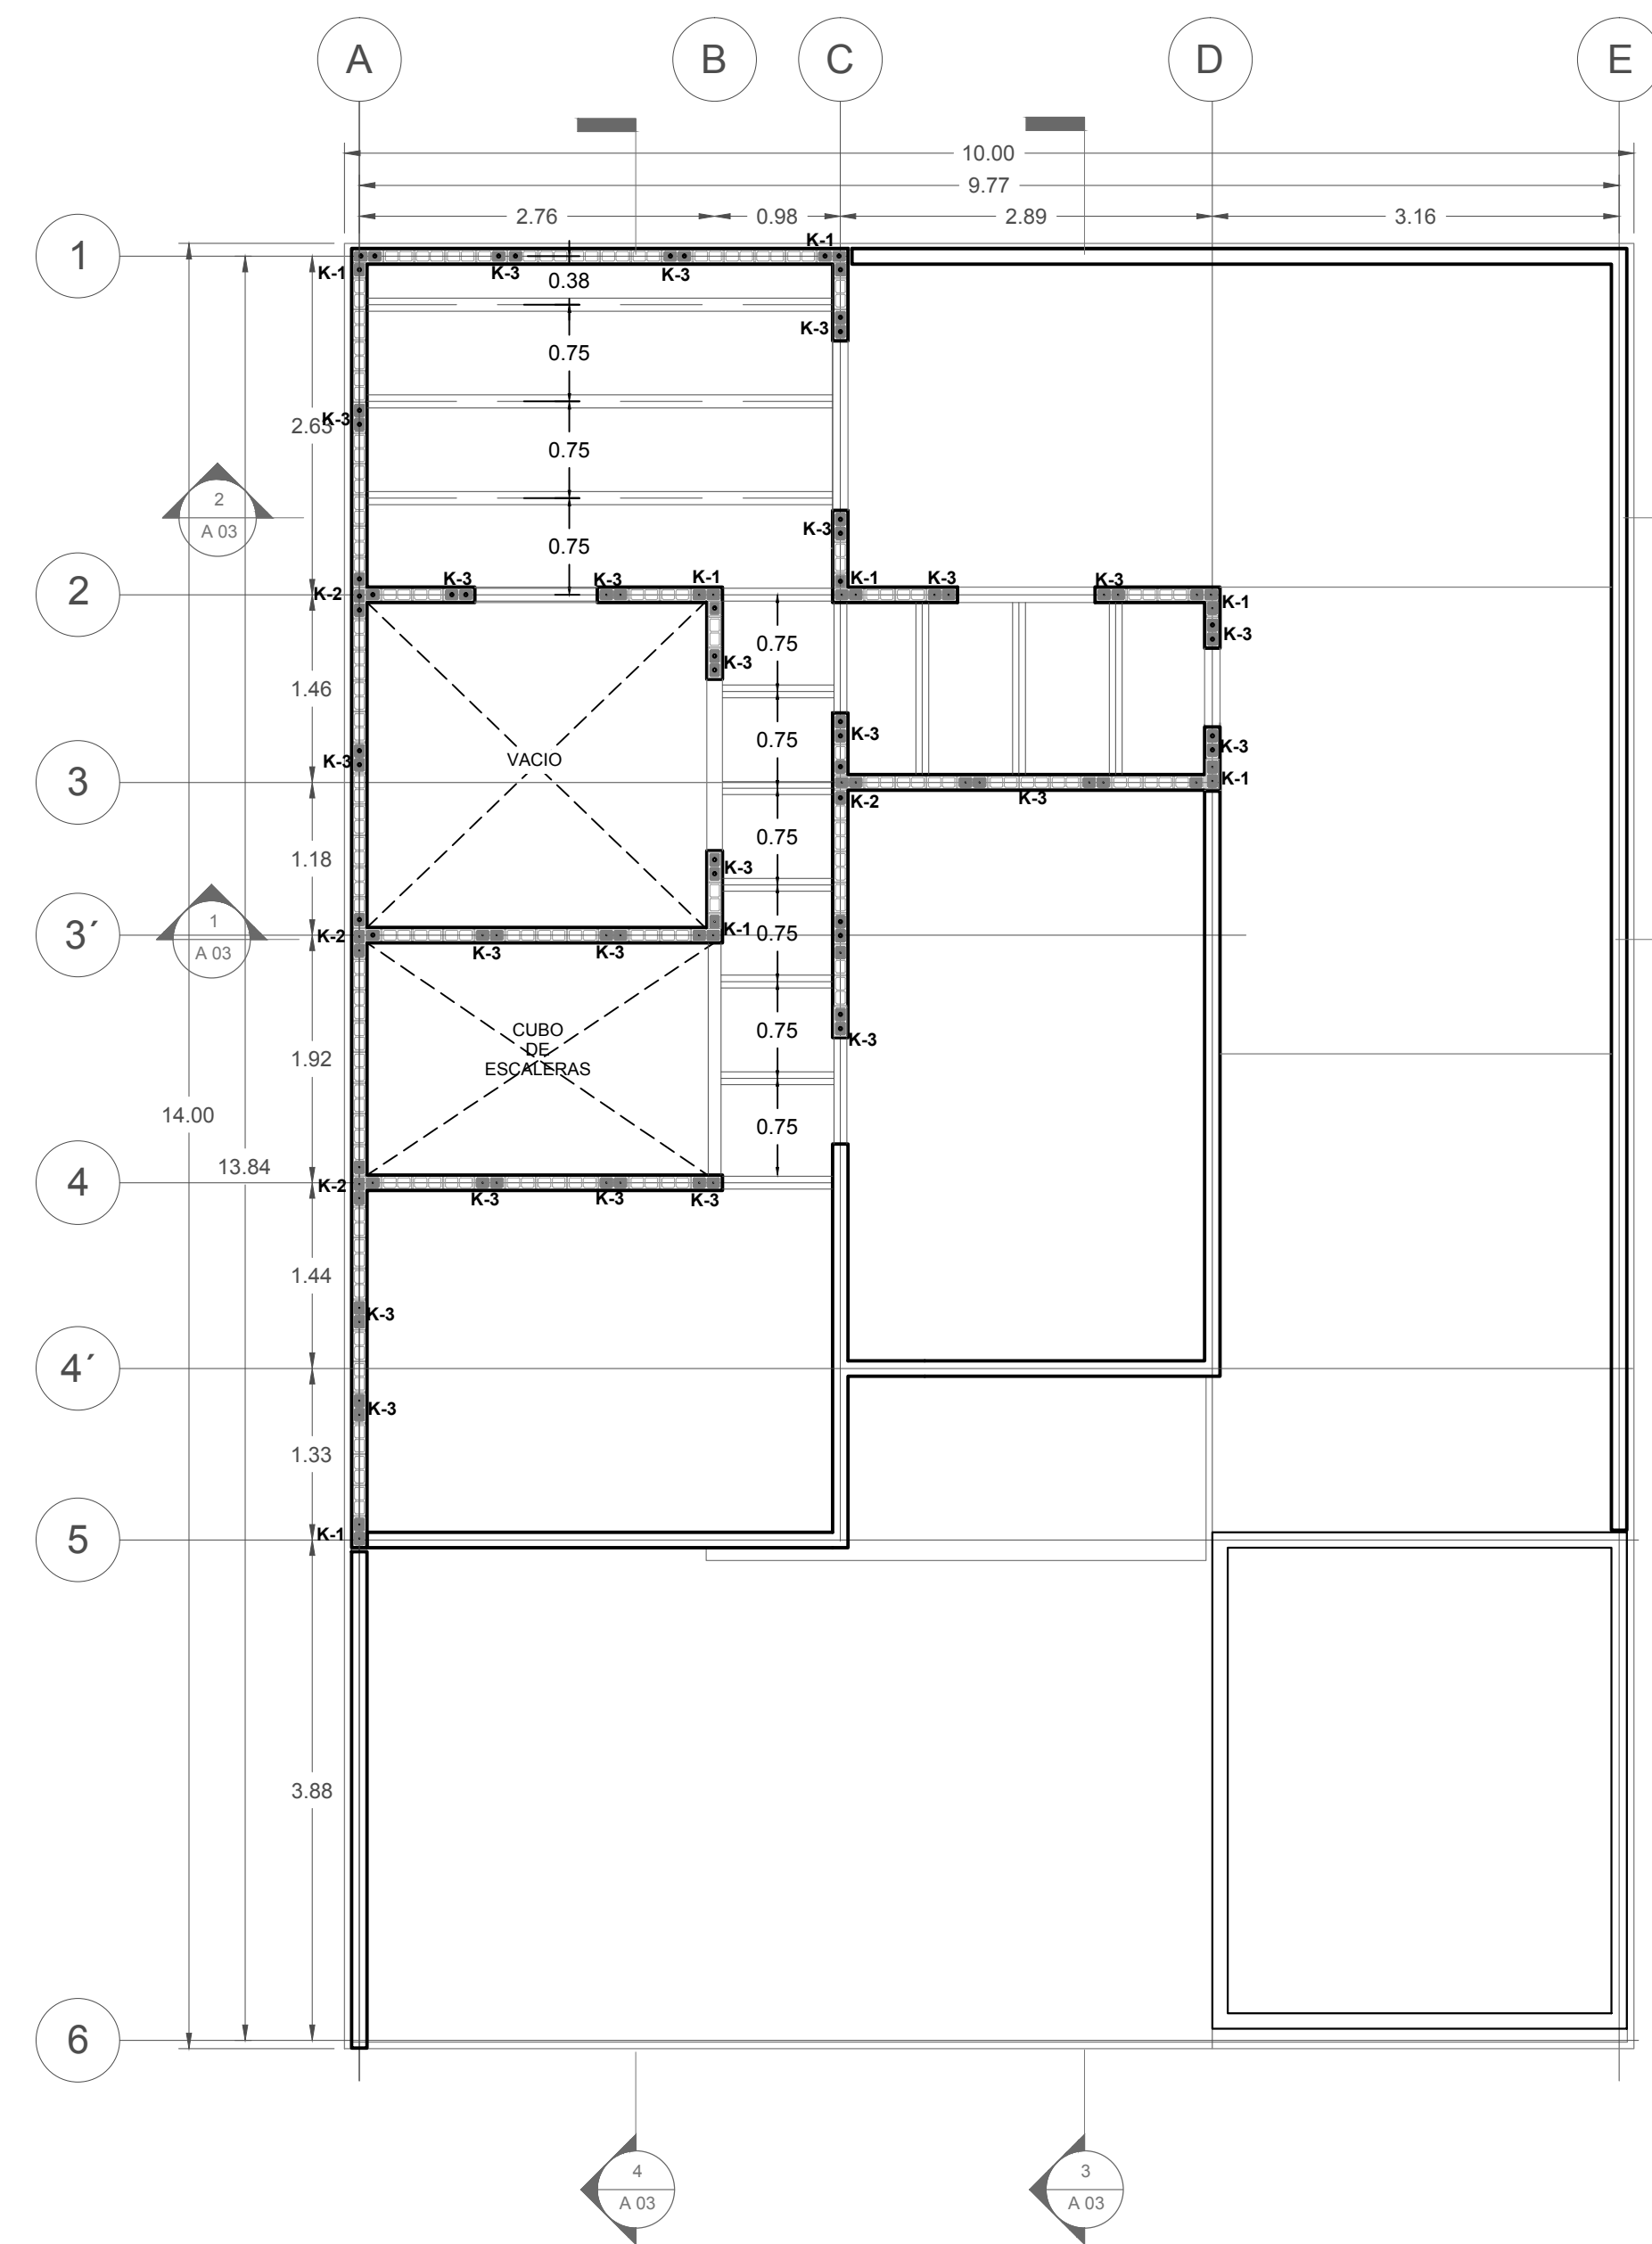 A B C D E
10.00
9.77
2.76 0.98 2.89 3.16
K-1
1
K-1 K-3 K-3
0.38
K-3
0.75
K-3
2.63
0.75
2
A 03
K-3
0.75
K-3 K-3 K-1 K-1 K-3 K-3
2 K-2 K-1
K-3
0.75
K-3
1.46
K-3 K-3
0.75
VACIO
K-3
3 K-1
K-2 K-3
0.75
1.18
K-3
1
A 03
3´ K-2 K-1 0.75
K-3 K-3
CUBO
DE
ESCALERAS
0.75
K-3
1.92
14.00
0.75
13.84
4 K-2
K-3 K-3 K-3
1.44
K-3
4´
K-3
1.33
5 K-1
3.88
6
4
A 03
3
A 03